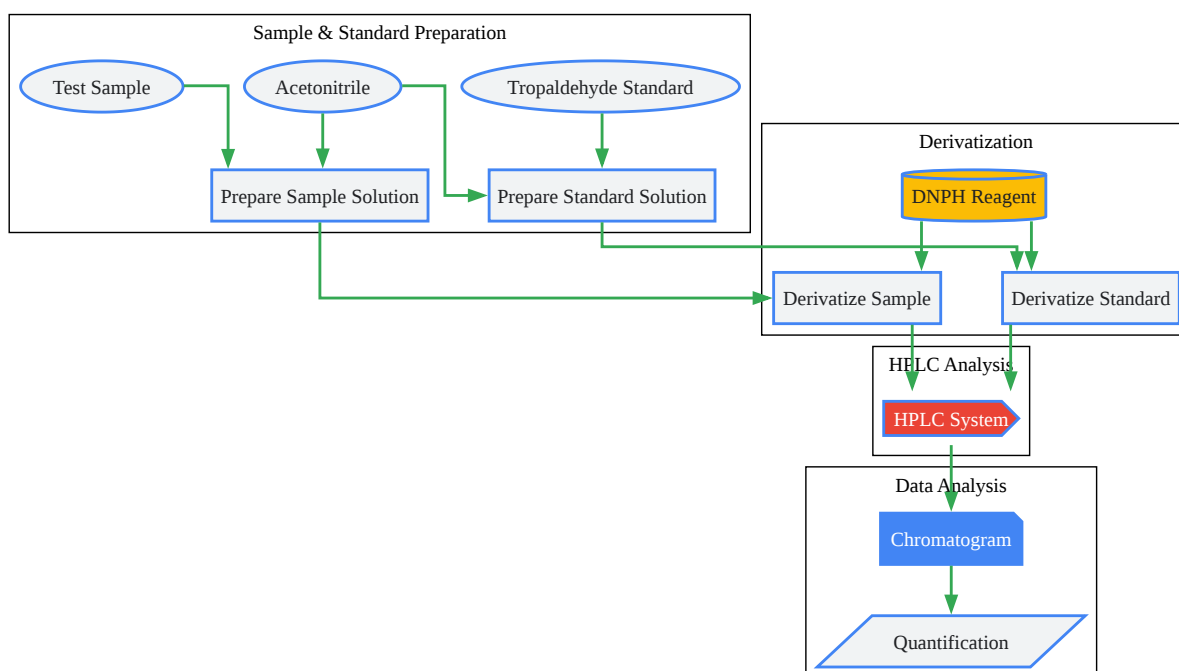 Sample & Standard Preparation
Test Sample
Acetonitrile
Tropaldehyde Standard
Prepare Sample Solution
Prepare Standard Solution
Derivatization
DNPH Reagent
Derivatize Sample
Derivatize Standard
HPLC Analysis
HPLC System
Data Analysis
Chromatogram
Quantification